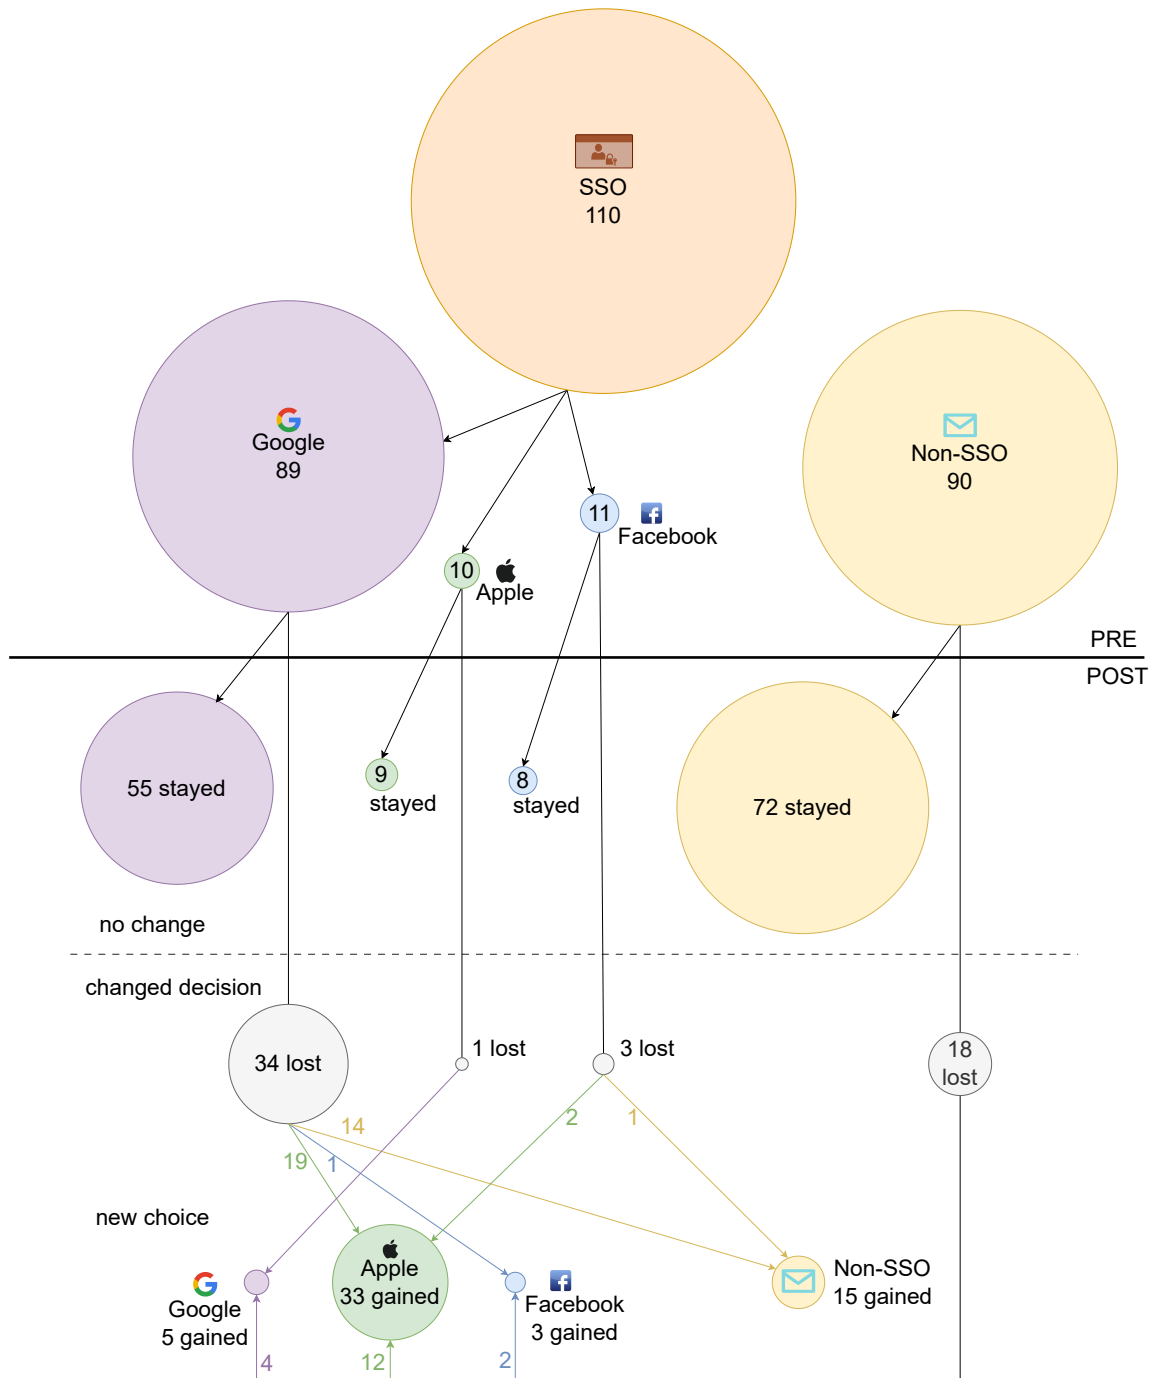 SSO
110
Google
89
Non-SSO
90
11
Facebook
10
Apple
PRE
POST
55 stayed
9
stayed
8
stayed
72 stayed
no change
changed decision
34 lost
1 lost
3 lost
18
lost
14
19
1
2
1
new choice
Apple
33 gained
Google
5 gained
Facebook
3 gained
Non-SSO
15 gained
4
12
2